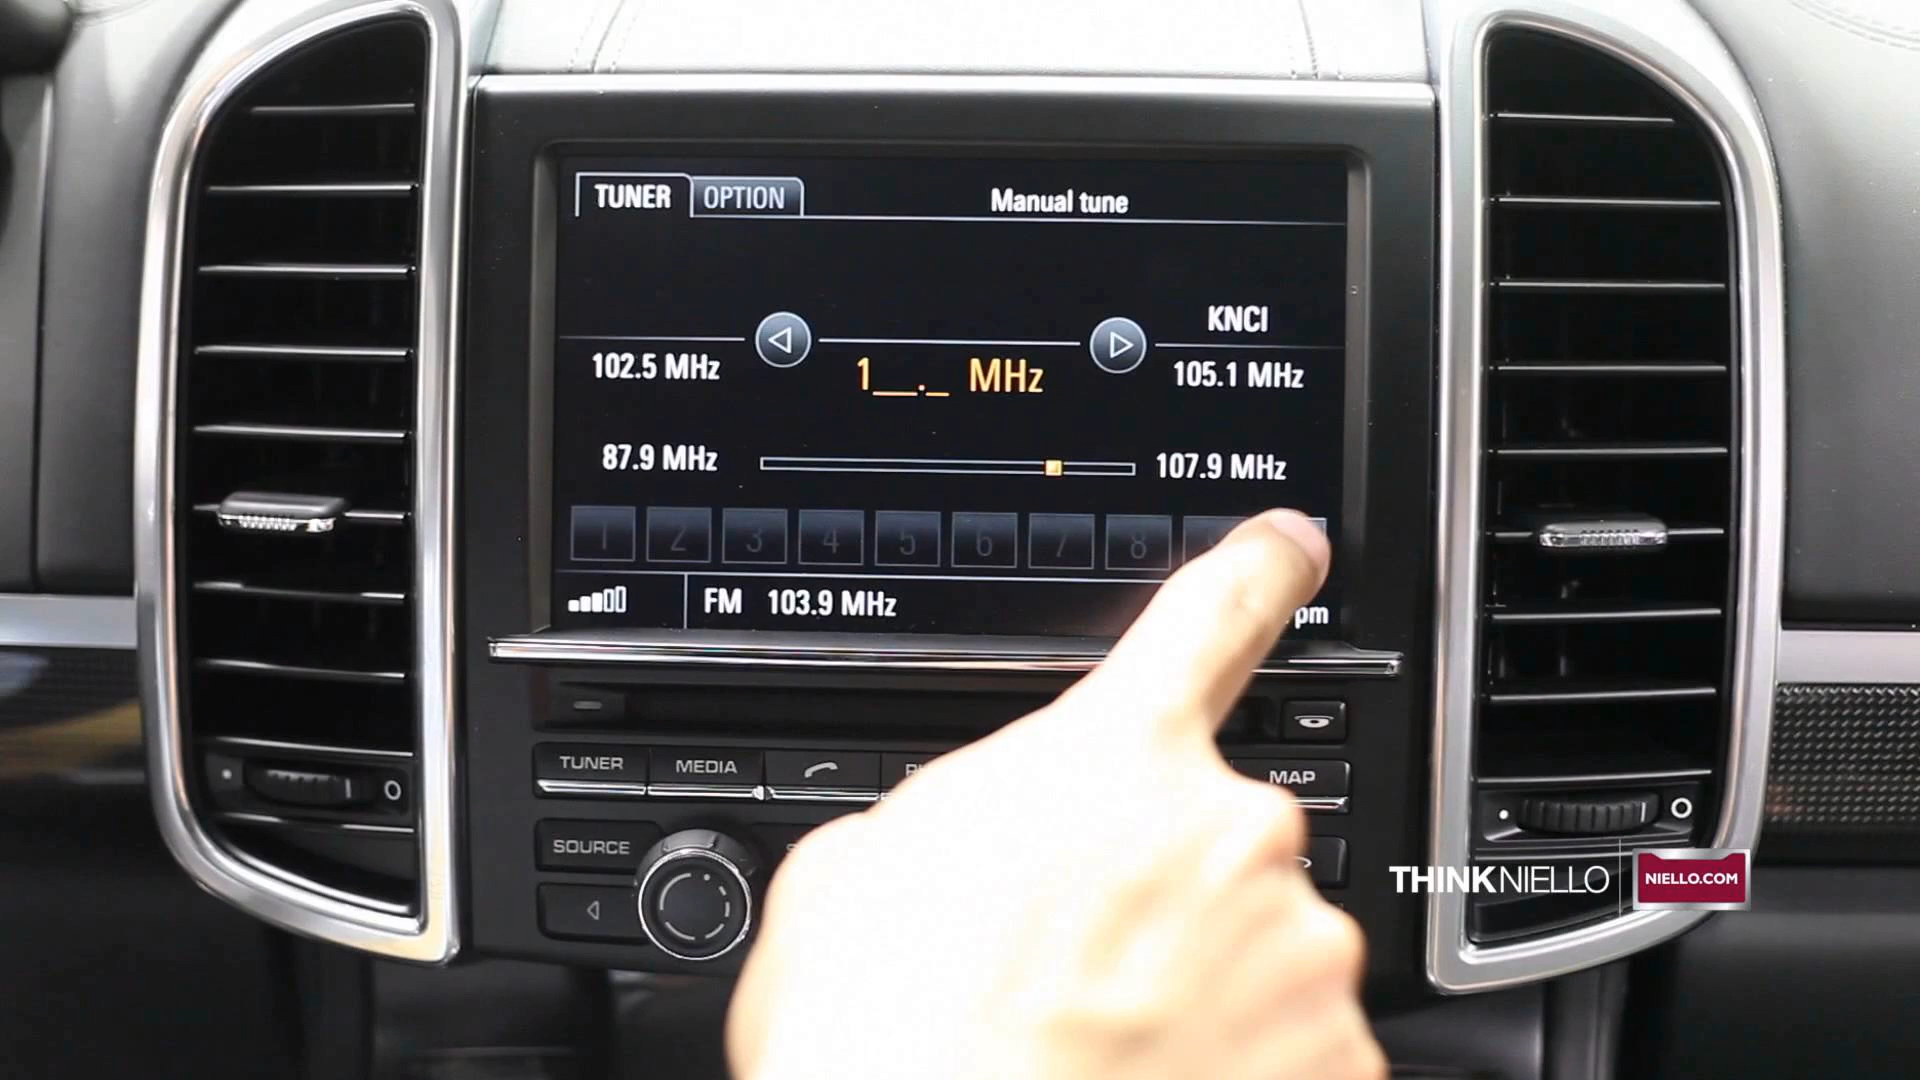 TUNER OPTION Manual tune
KNCI
102.5 MHz 1__._ MHz 105.1 MHz
87.9 MHz 107.9 MHz
1 2 3 4 5 6 7 8
FM 103.9 MHz pm
TUNER MEDIA MAP
SOURCE
THINKNIELLO NIELLO.COM